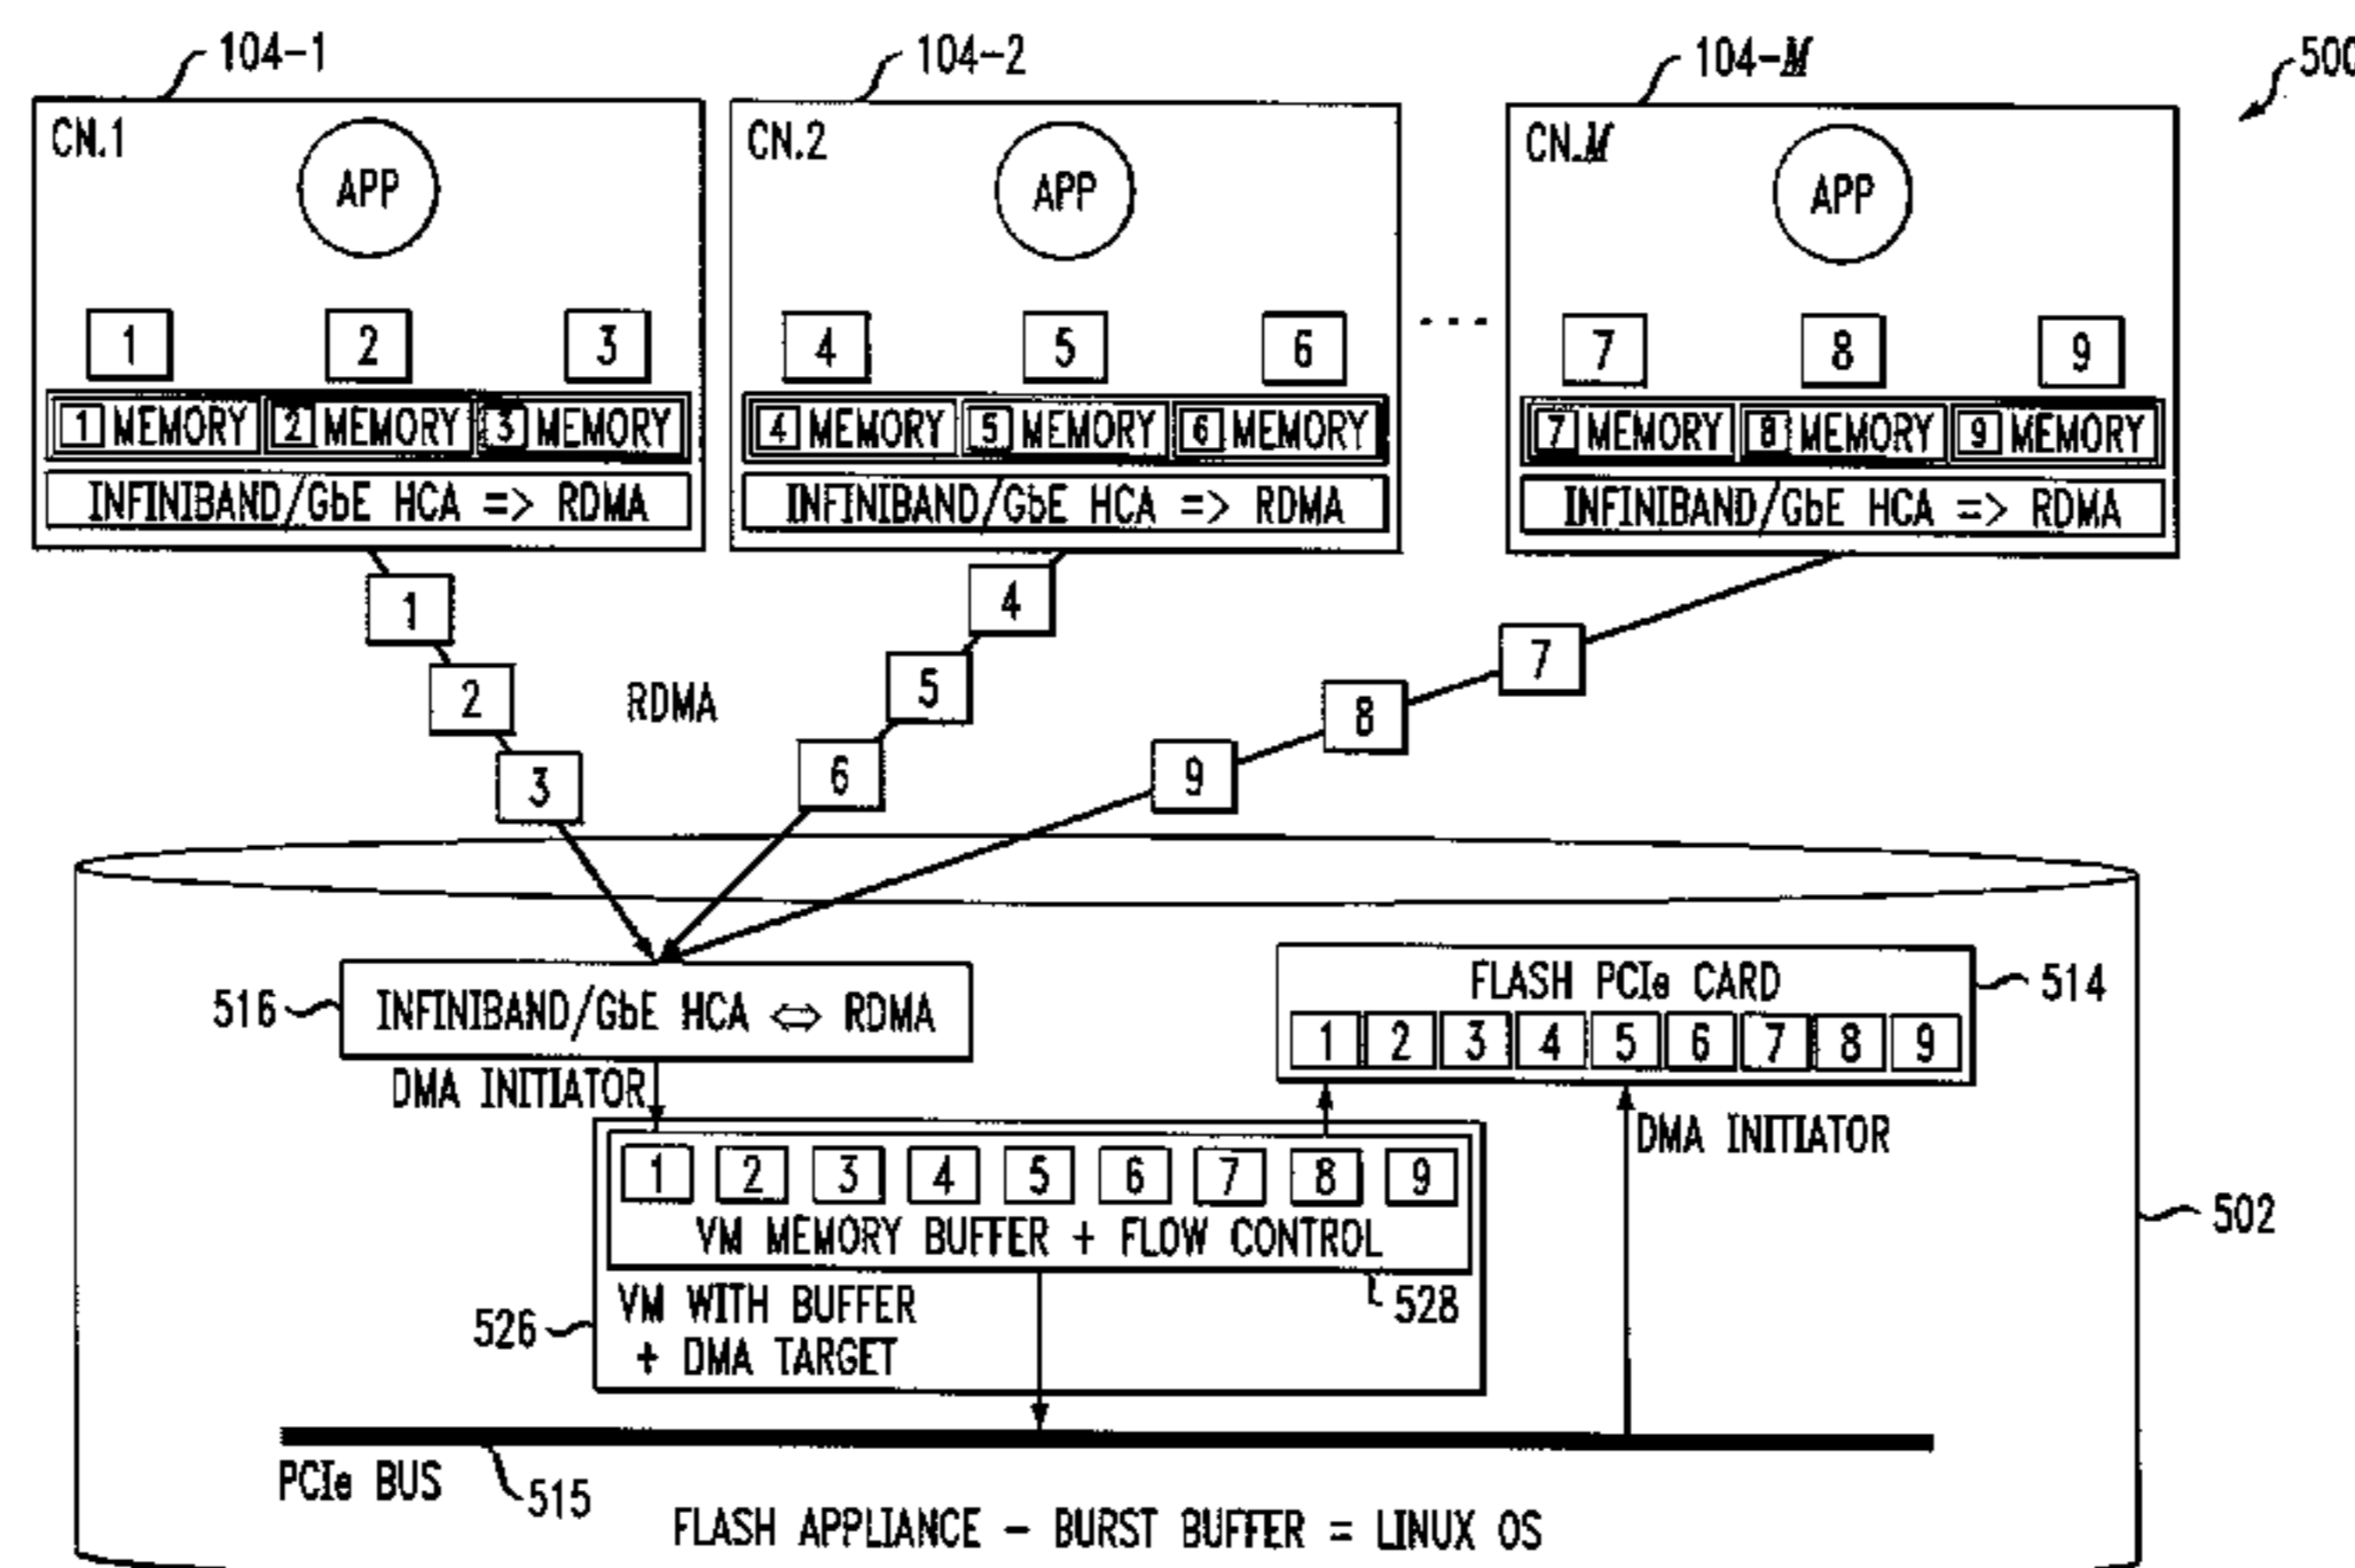 104-1
104-2
104-M
500
CN.1
CN.2
CN.M
APP
APP
APP
1 2 3
4 5 6
...
7 8 9
1 MEMORY 2 MEMORY 3 MEMORY
4 MEMORY 5 MEMORY 6 MEMORY
7 MEMORY 8 MEMORY 9 MEMORY
INFINIBAND/GbE HCA => RDMA
INFINIBAND/GbE HCA => RDMA
INFINIBAND/GbE HCA => RDMA
1
2
3
RDMA
4
5
6
7
8
9
516
INFINIBAND/GbE HCA ⇔ RDMA
DMA INITIATOR
FLASH PCIe CARD
514
1 2 3 4 5 6 7 8 9
DMA INITIATOR
1 2 3 4 5 6 7 8 9
VM MEMORY BUFFER + FLOW CONTROL
502
528
526
VM WITH BUFFER
+ DMA TARGET
PCIe BUS
515
FLASH APPLIANCE - BURST BUFFER = LINUX OS